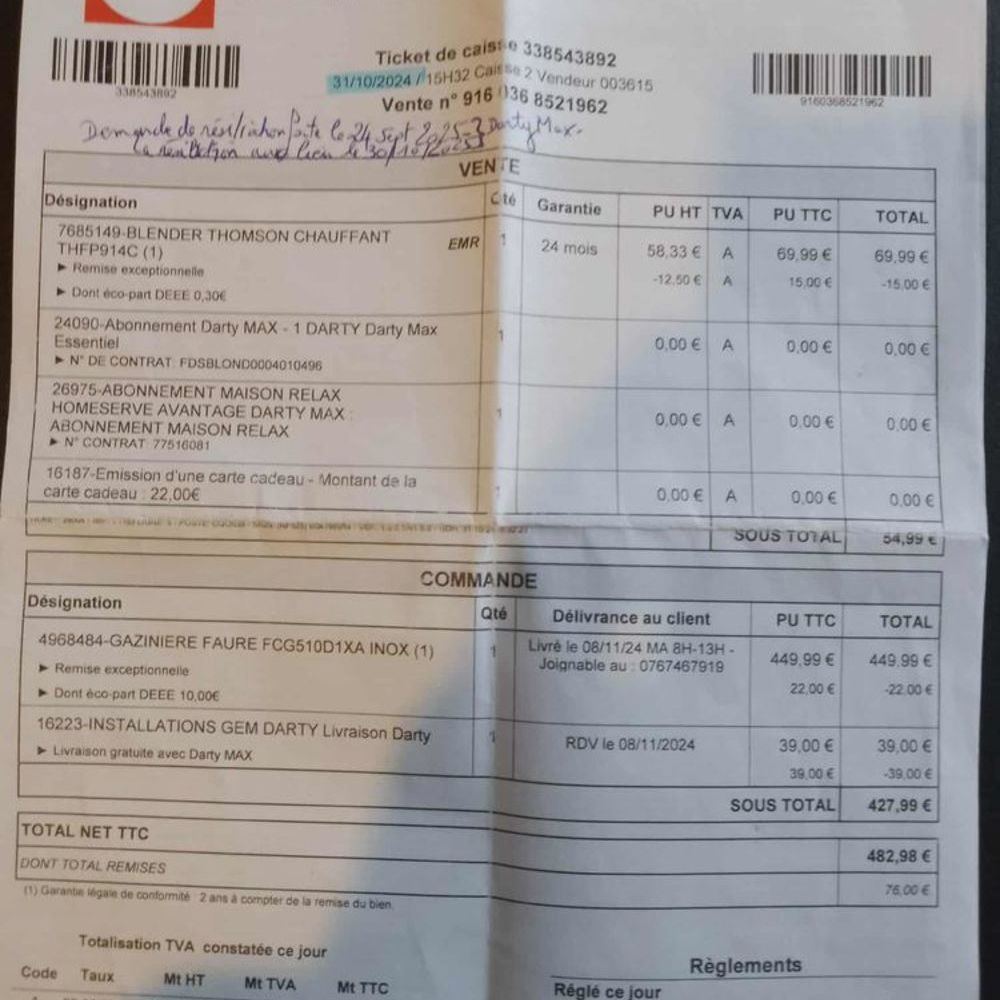 Ticket de caisse 338543892
338543892
31/10/2024 / 15H32 Caisse 2 Vendeur 003615
Vente n° 916 036 8521962
9160368521962
Demande de résiliation faite le 24 sept 2025 Darty Max.
la résiliation aura lieu le 30/10/2025
VENTE
Désignation Qté Garantie PU HT TVA PU TTC TOTAL
7685149-BLENDER THOMSON CHAUFFANT EMR 1 24 mois 58,33 € A 69,99 € 69,99 €
THFP914C (1)
► Remise exceptionnelle -12,50 € A 15,00 € -15,00 €
► Dont éco-part DEEE 0,30€
24090-Abonnement Darty MAX - 1 DARTY Darty Max 1 0,00 € A 0,00 € 0,00 €
Essentiel
► N° DE CONTRAT: FDSBLOND0004010496
26975-ABONNEMENT MAISON RELAX
HOMESERVE AVANTAGE DARTY MAX : 1 0,00 € A 0,00 € 0,00 €
ABONNEMENT MAISON RELAX
► N° CONTRAT: 77516081
16187-Emission d'une carte cadeau - Montant de la 1 0,00 € A 0,00 € 0,00 €
carte cadeau : 22,00€
SOUS TOTAL 54,99 €
COMMANDE
Désignation Qté Délivrance au client PU TTC TOTAL
4968484-GAZINIERE FAURE FCG510D1XA INOX (1) 1 Livré le 08/11/24 MA 8H-13H - 449,99 € 449,99 €
Joignable au : 0767467919
► Remise exceptionnelle 22,00 € -22,00 €
► Dont éco-part DEEE 10,00€
16223-INSTALLATIONS GEM DARTY Livraison Darty 1 RDV le 08/11/2024 39,00 € 39,00 €
► Livraison gratuite avec Darty MAX 39,00 € -39,00 €
SOUS TOTAL 427,99 €
TOTAL NET TTC 482,98 €
DONT TOTAL REMISES 76,00 €
(1) Garantie légale de conformité : 2 ans à compter de la remise du bien.
Totalisation TVA constatée ce jour
Code Taux Mt HT Mt TVA Mt TTC
Règlements
Réglé ce jour